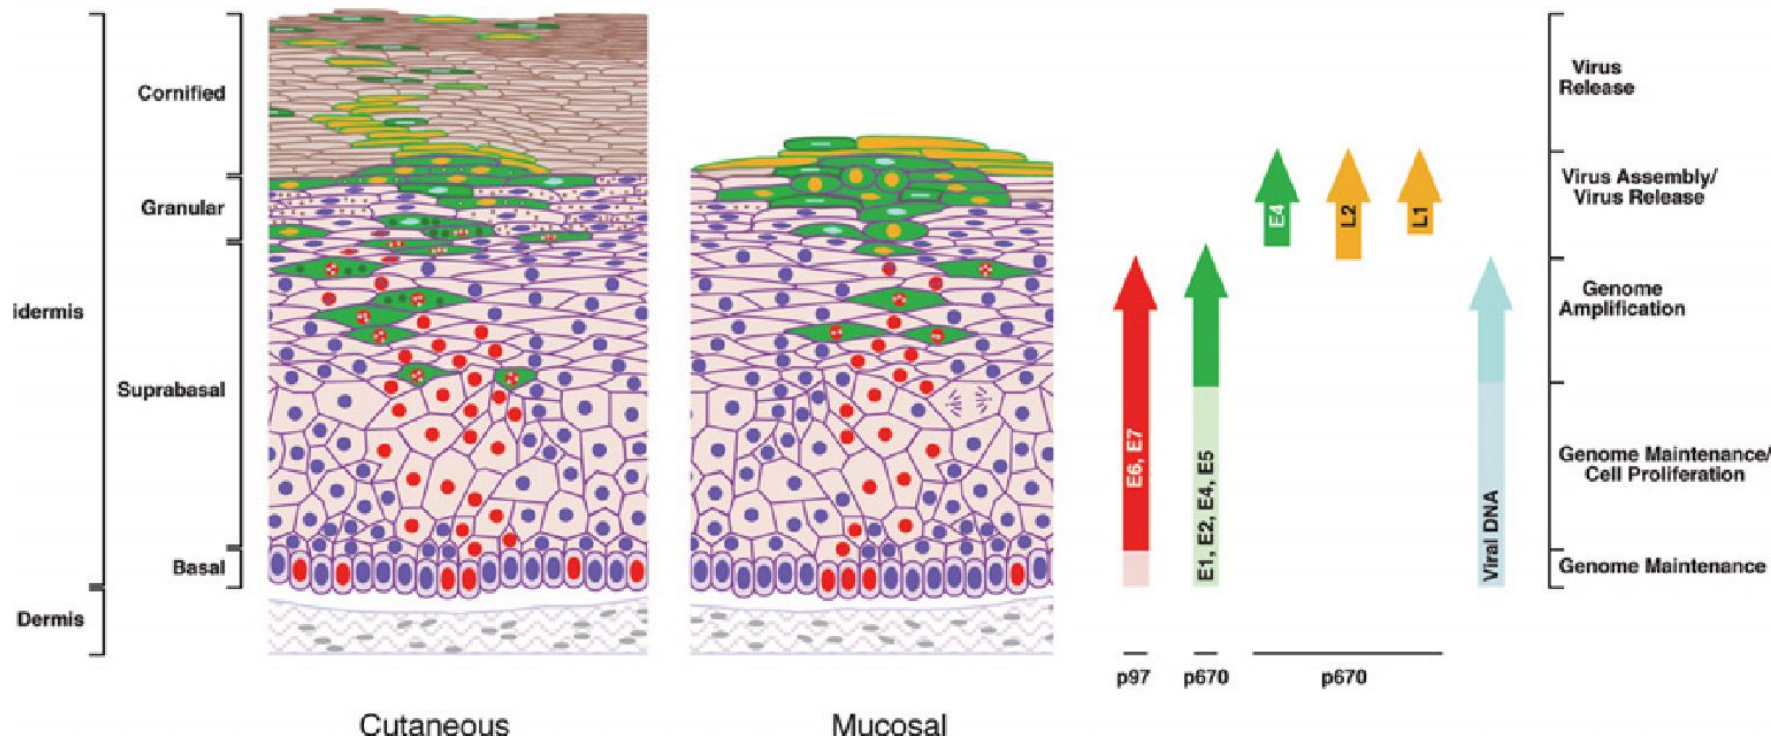 idermis
Dermis
Cornified
Granular
Suprabasal
Basal
Cutaneous
Mucosal
E6, E7
E1, E2, E4, E5
E4
L2
L1
Viral DNA
p97
p670
p670
Virus
Release
Virus Assembly/
Virus Release
Genome
Amplification
Genome Maintenance/
Cell Proliferation
Genome Maintenance